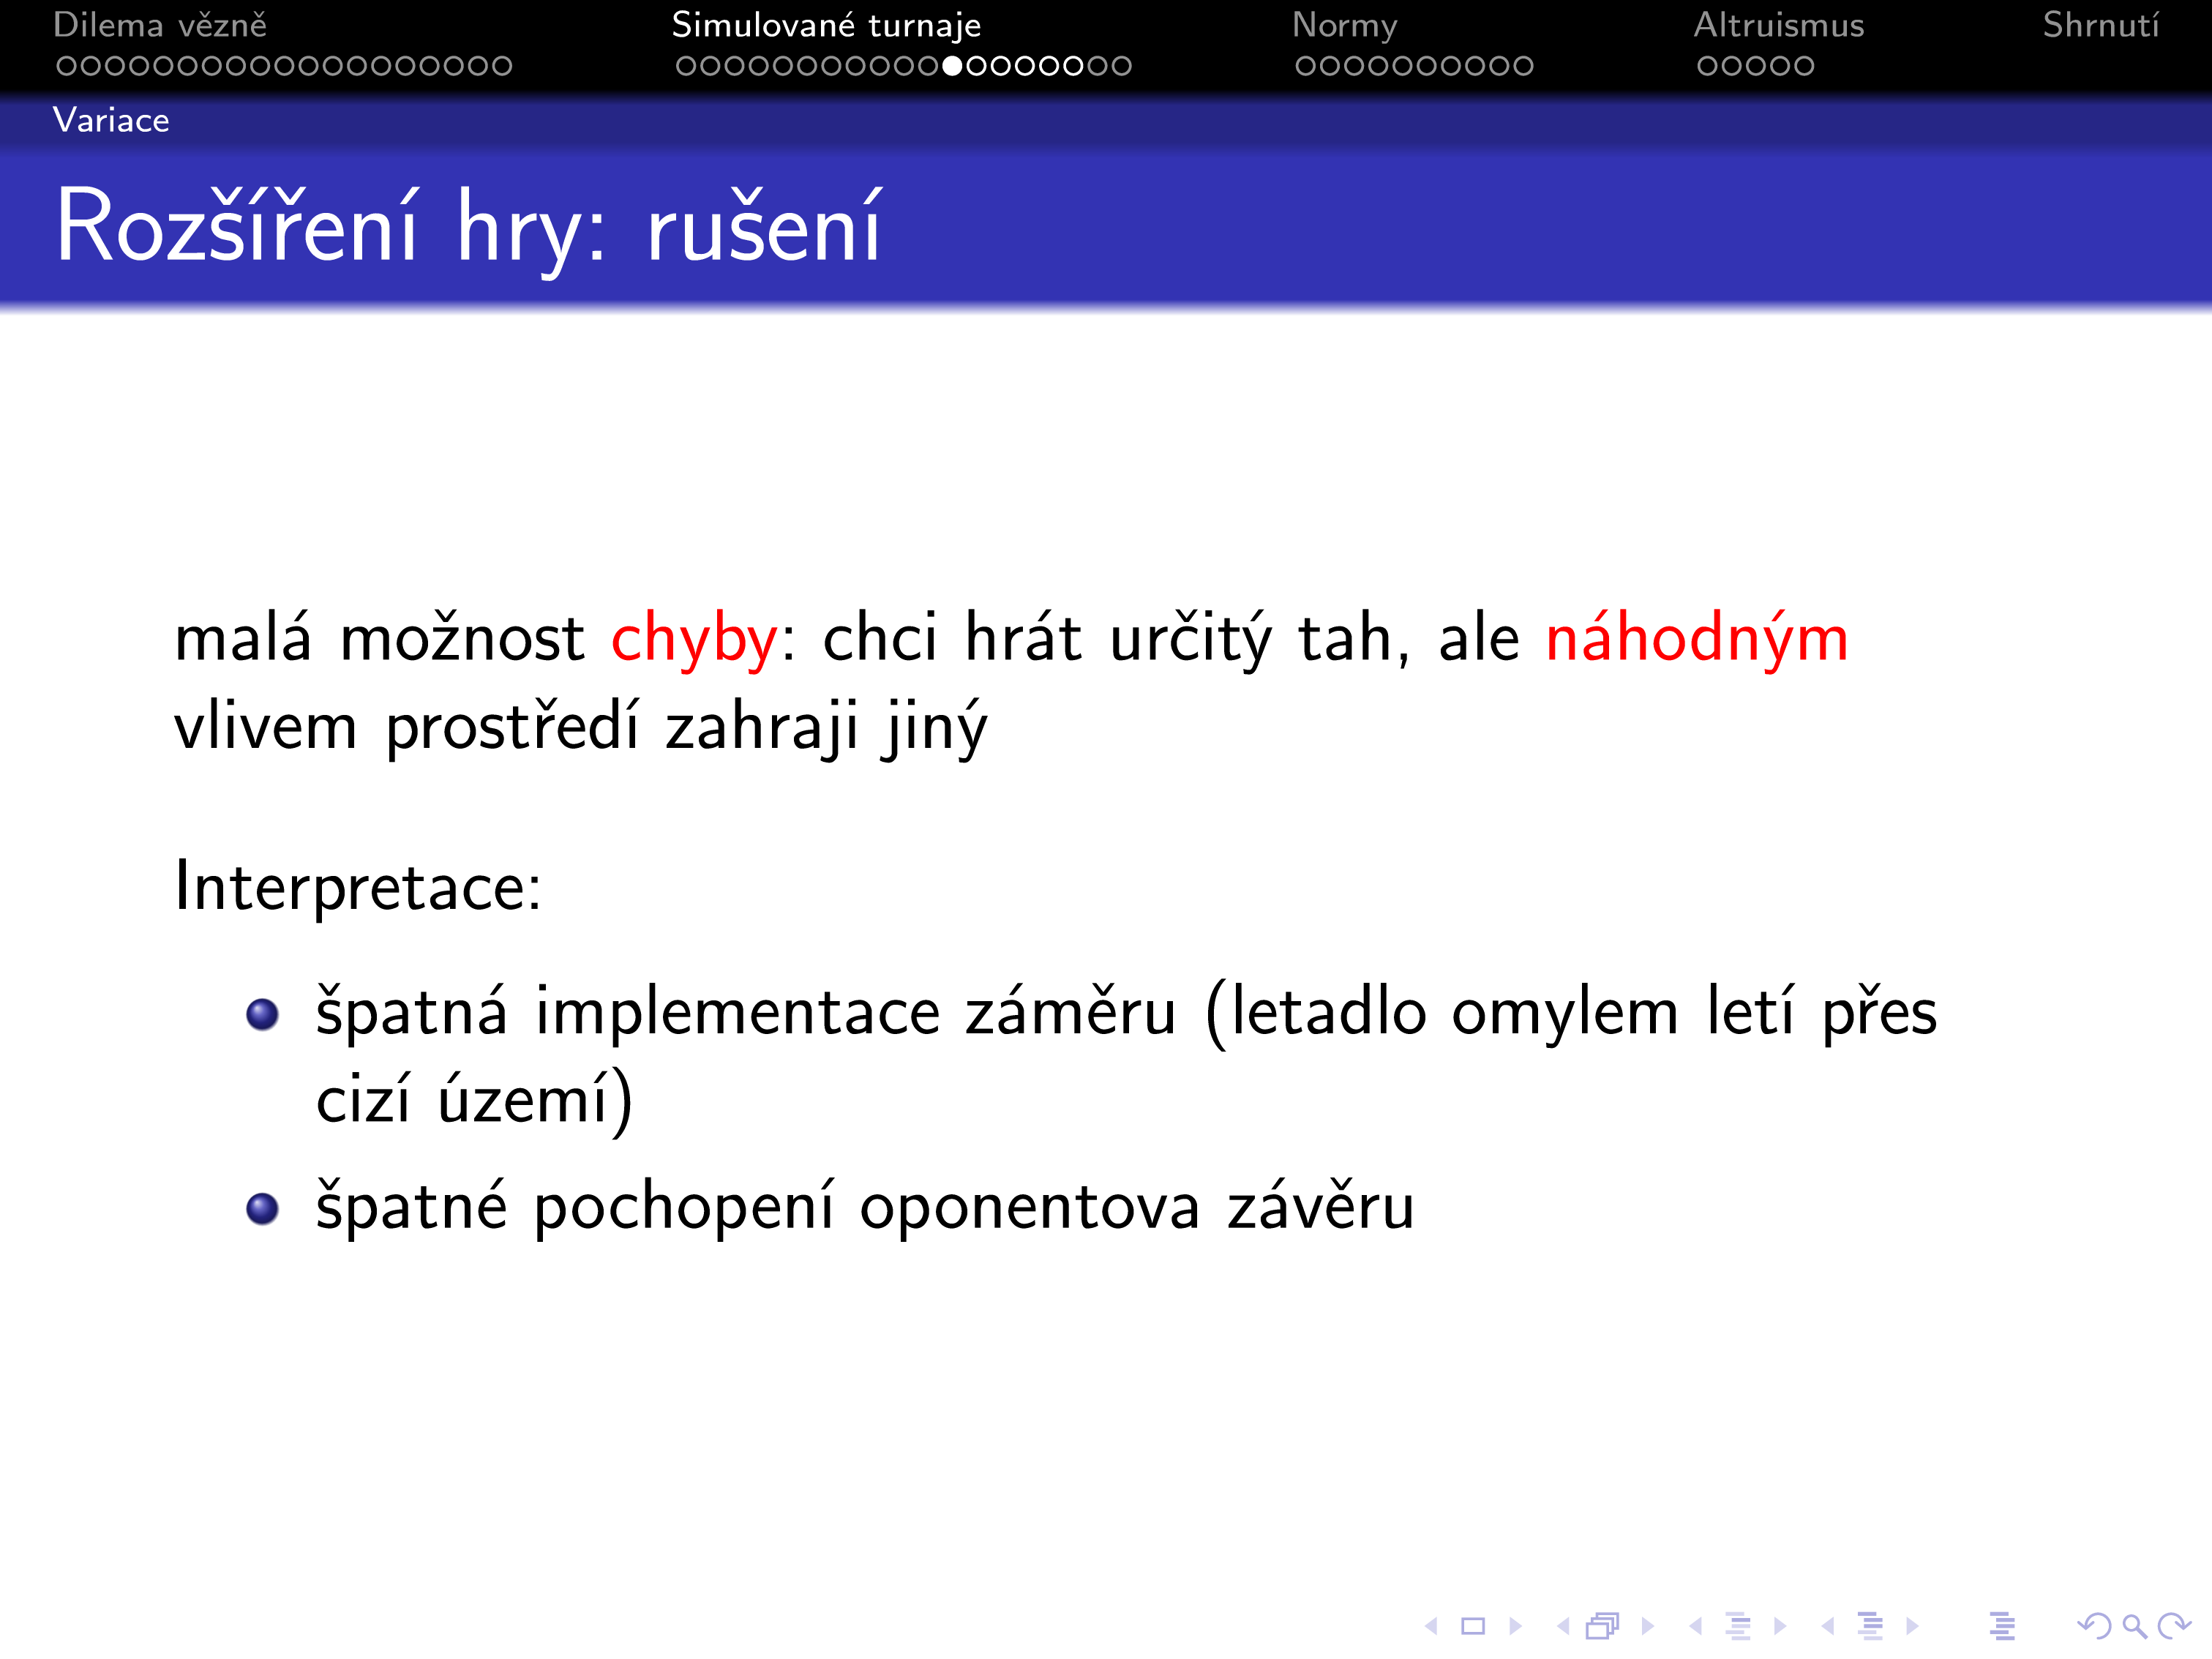 Dilema vězně
Simulované turnaje
Normy
Altruismus
Shrnutí
Variace
Rozšíření hry: rušení
malá možnost chyby: chci hrát určitý tah, ale náhodným
vlivem prostředí zahraji jiný
Interpretace:
špatná implementace záměru (letadlo omylem letí přes
cizí území)
špatné pochopení oponentova závěru